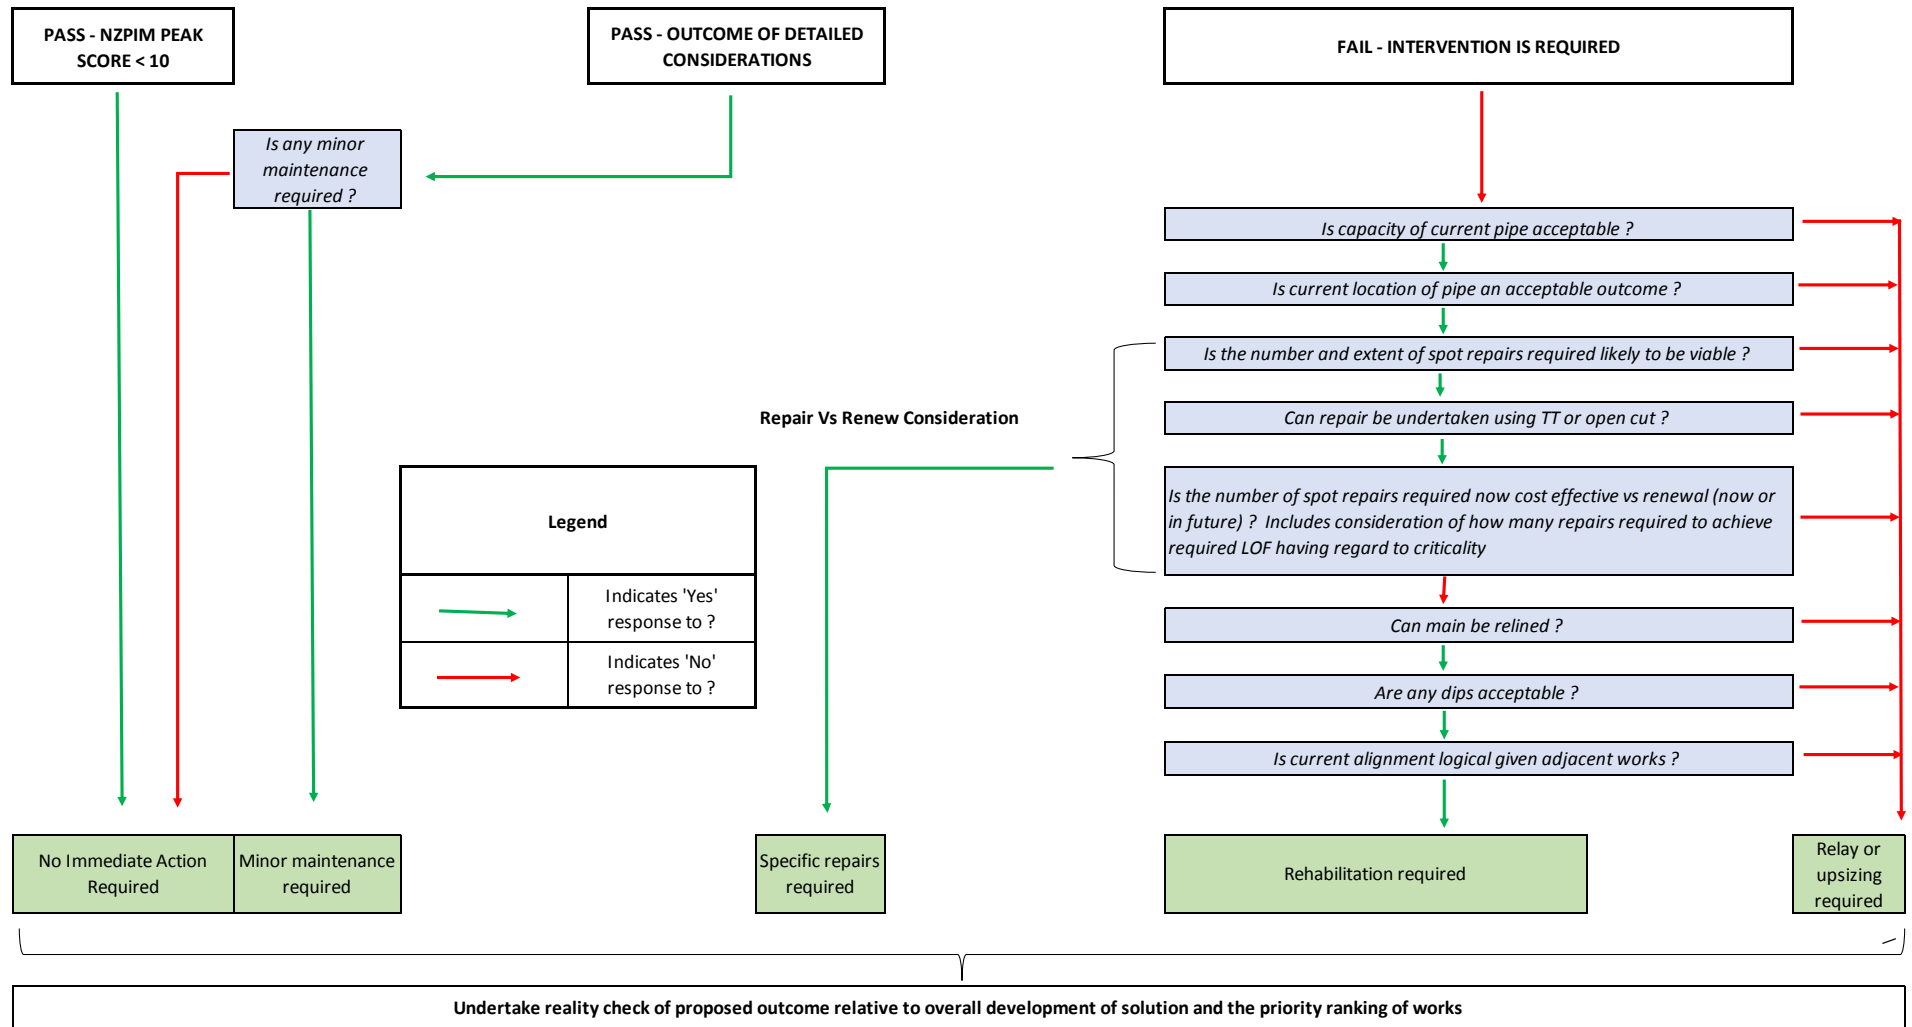 PASS - NZPIM PEAK
SCORE < 10
PASS - OUTCOME OF DETAILED
CONSIDERATIONS
FAIL - INTERVENTION IS REQUIRED
Is any minor
maintenance
required ?
Is capacity of current pipe acceptable ?
Is current location of pipe an acceptable outcome ?
Is the number and extent of spot repairs required likely to be viable ?
Repair Vs Renew Consideration
Can repair be undertaken using TT or open cut ?
Is the number of spot repairs required now cost effective vs renewal (now or
in future) ?  Includes consideration of how many repairs required to achieve
required LOF having regard to criticality
Legend
Indicates 'Yes'
response to ?
Indicates 'No'
response to ?
Can main be relined ?
Are any dips acceptable ?
Is current alignment logical given adjacent works ?
No Immediate Action
Required
Minor maintenance
required
Specific repairs
required
Rehabilitation required
Relay or
upsizing
required
Undertake reality check of proposed outcome relative to overall development of solution and the priority ranking of works